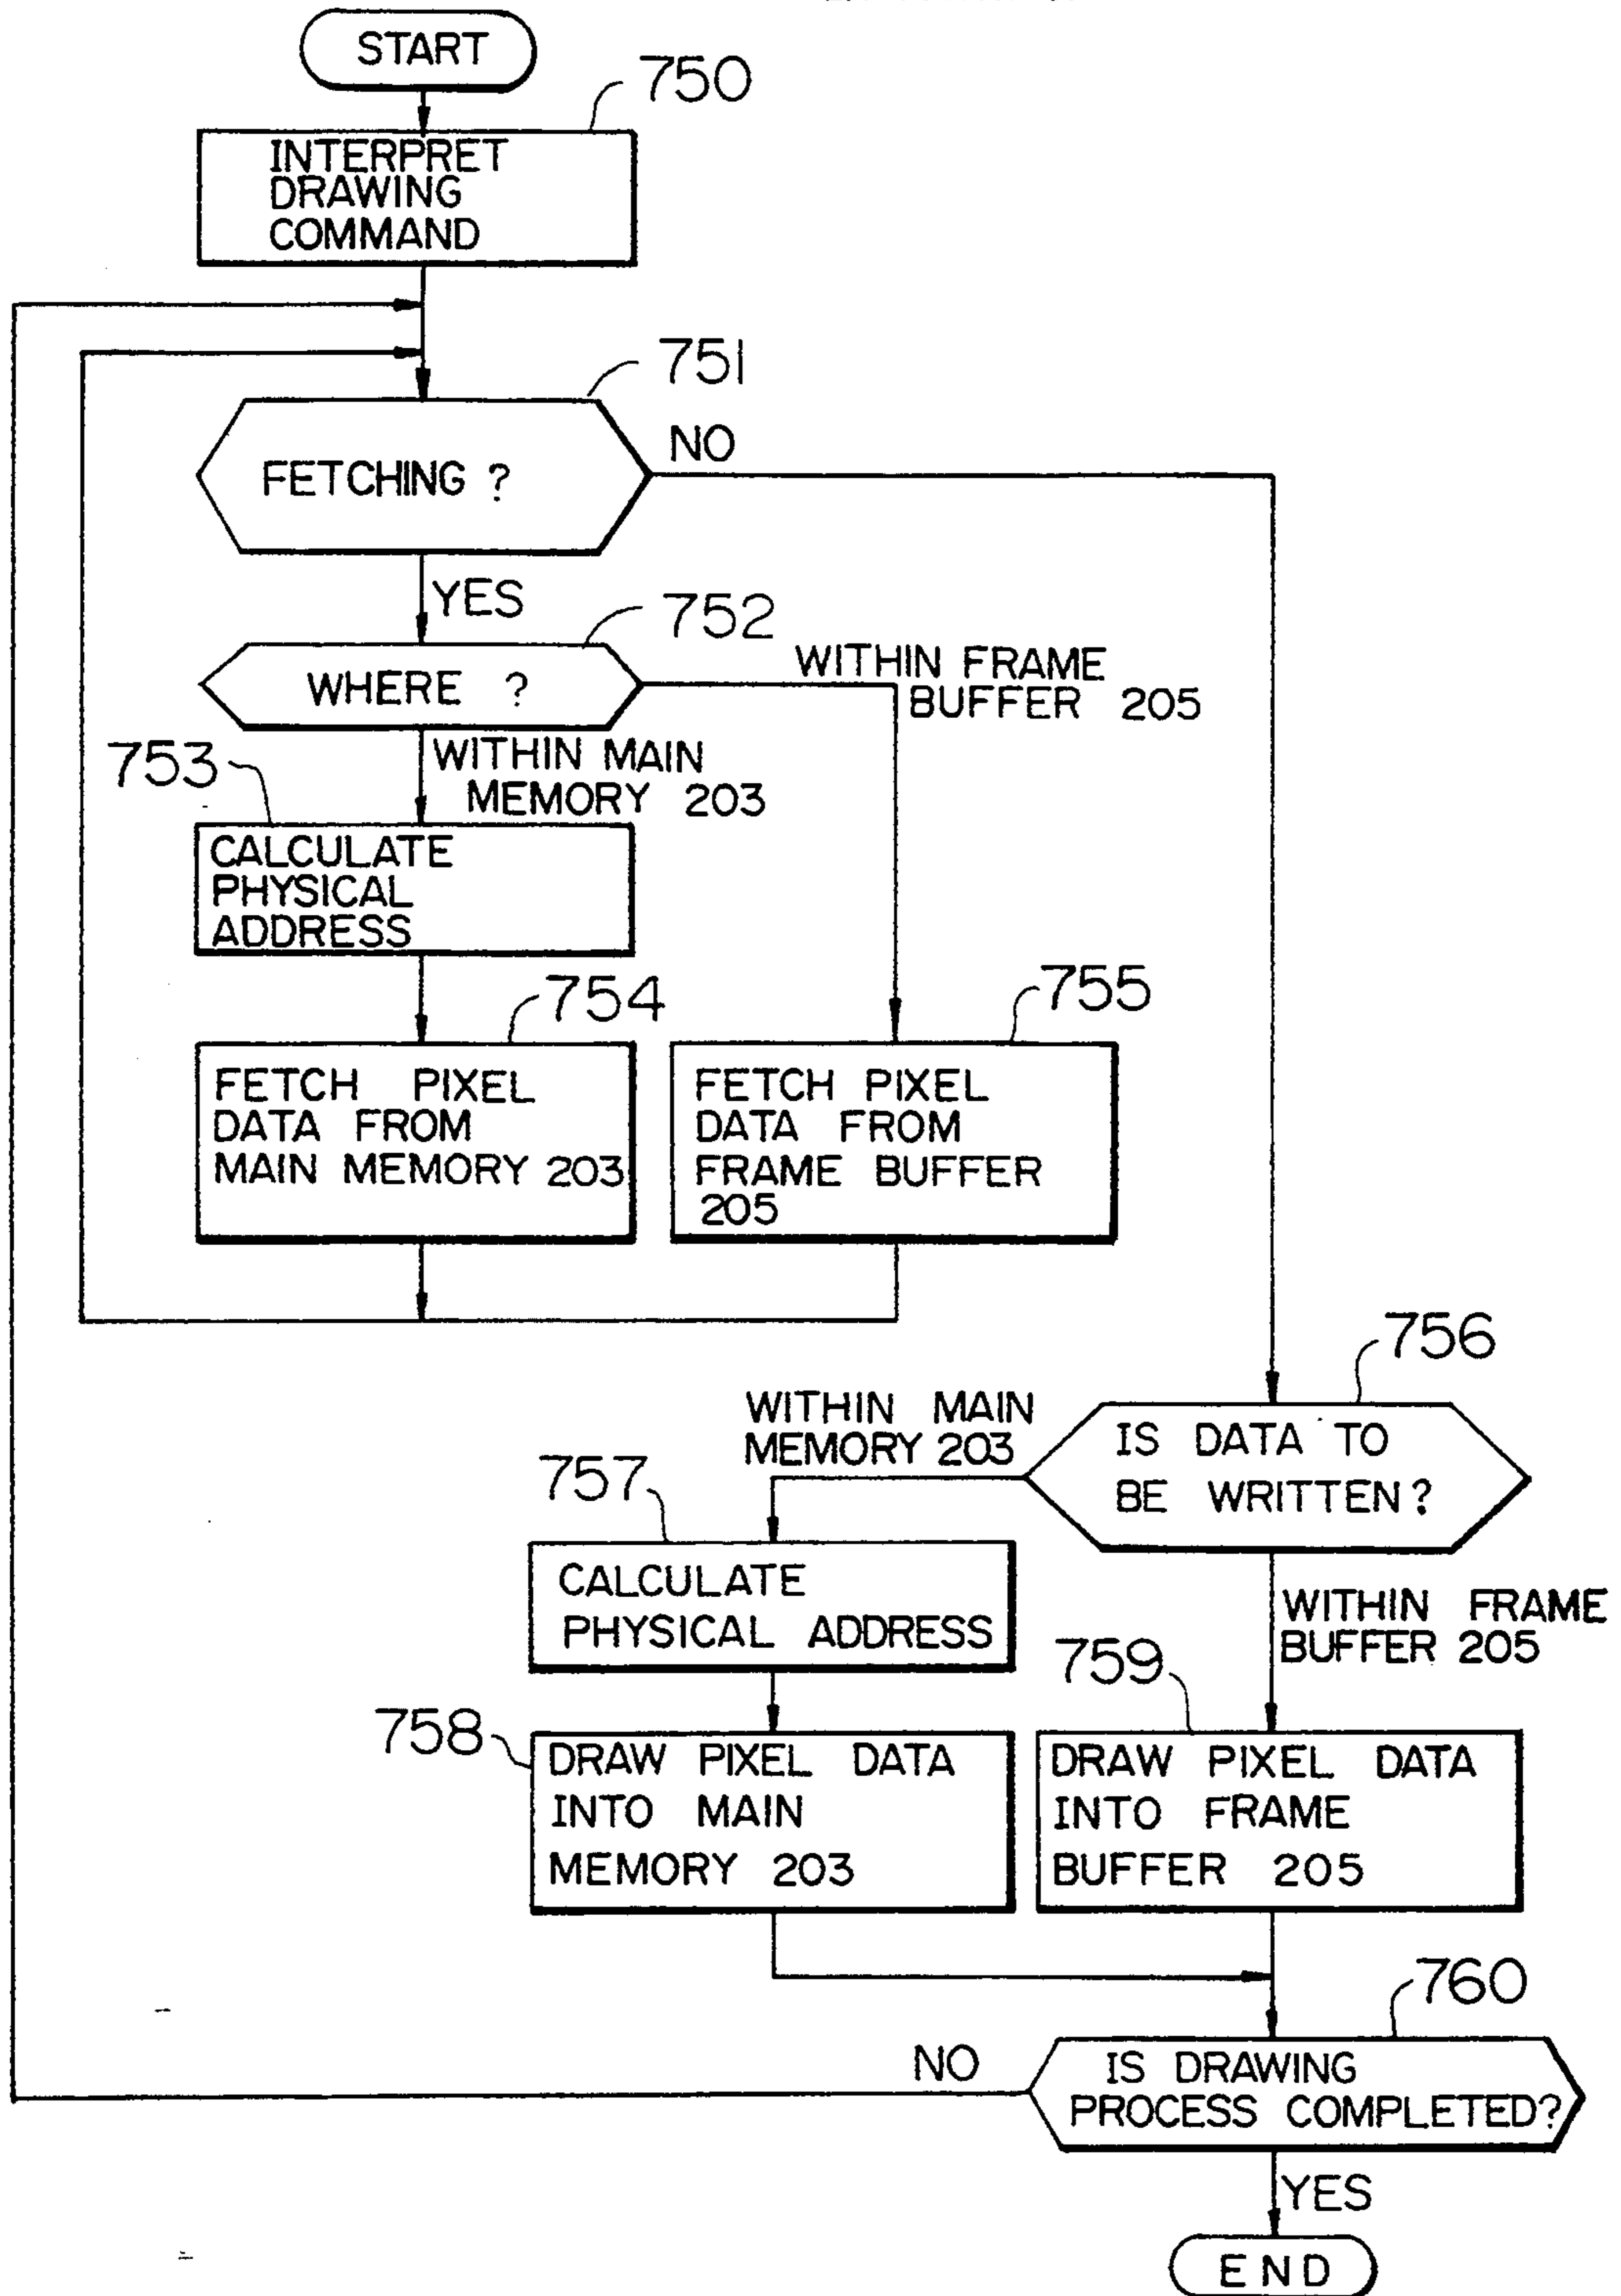 START
750
INTERPRET
DRAWING
COMMAND
751
FETCHING ?
NO
YES
752
WHERE ?
WITHIN FRAME
BUFFER 205
753
WITHIN MAIN
MEMORY 203
CALCULATE
PHYSICAL
ADDRESS
754
755
FETCH PIXEL
DATA FROM
MAIN MEMORY 203
FETCH PIXEL
DATA FROM
FRAME BUFFER
205
756
WITHIN MAIN
MEMORY 203
IS DATA TO
BE WRITTEN?
757
CALCULATE
PHYSICAL ADDRESS
WITHIN FRAME
BUFFER 205
759
758
DRAW PIXEL DATA
INTO MAIN
MEMORY 203
DRAW PIXEL DATA
INTO FRAME
BUFFER 205
760
NO
IS DRAWING
PROCESS COMPLETED?
YES
END